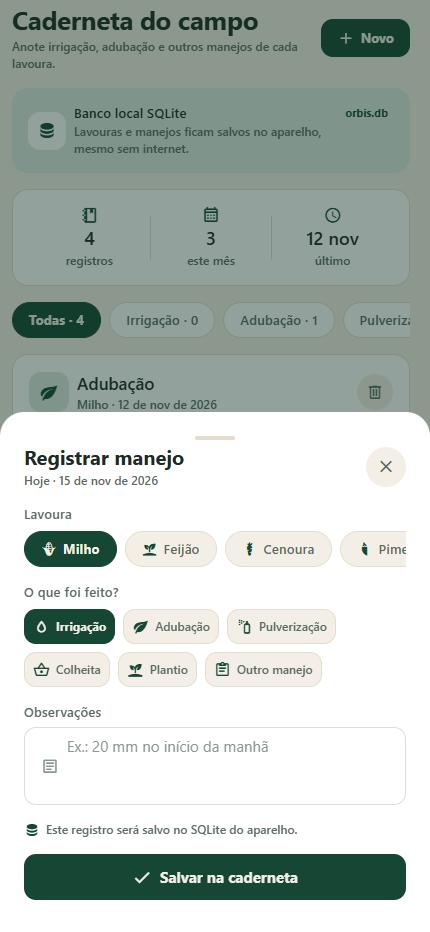 Caderneta do campo
Anote irrigação, adubação e outros manejos de cada
lavoura.
Novo
Banco local SQLite
orbis.db
Lavouras e manejos ficam salvos no aparelho,
mesmo sem internet.
4
registros
3
este mês
12 nov
último
Todas · 4
Irrigação · 0
Adubação · 1
Pulveriza
Adubação
Milho · 12 de nov de 2026
Registrar manejo
Hoje · 15 de nov de 2026
Lavoura
Milho
Feijão
Cenoura
Pime
O que foi feito?
Irrigação
Adubação
Pulverização
Colheita
Plantio
Outro manejo
Observações
Ex.: 20 mm no início da manhã
Este registro será salvo no SQLite do aparelho.
Salvar na caderneta